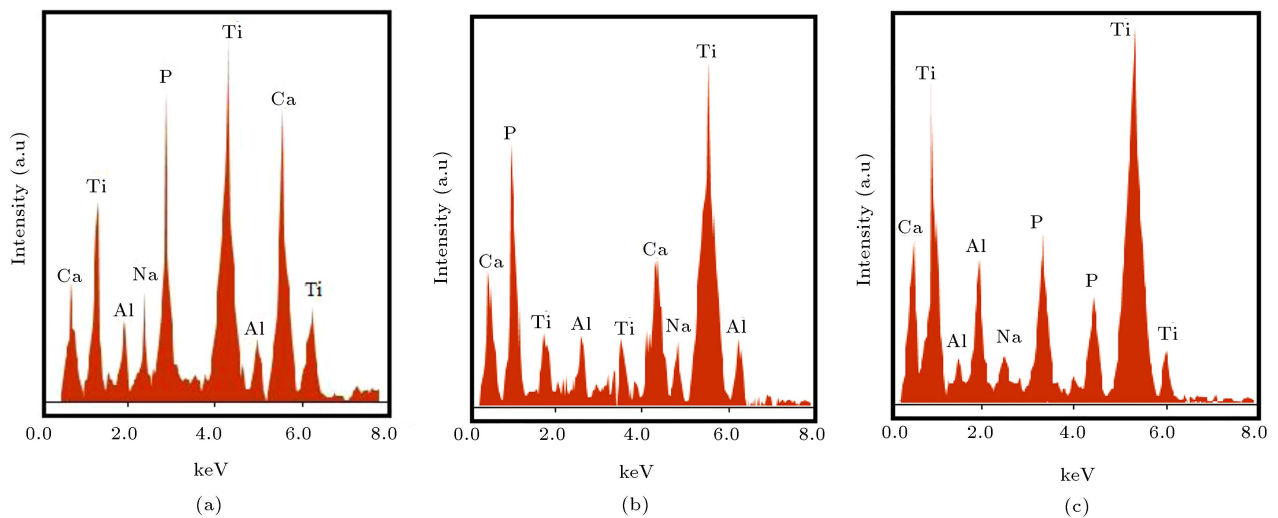 Intensity (a.u)
Ca
Ti
Al
Na
P
Ti
Al
Ca
Ti
0.0 2.0 4.0 6.0 8.0
keV
(a)
Intensity (a.u)
Ca
P
Ti
Al
Ti
Ca
Na
Ti
Al
0.0 2.0 4.0 6.0 8.0
keV
(b)
Intensity (a.u)
Ca
Ti
Al
Al
Na
P
P
Ti
Ti
0.0 2.0 4.0 6.0 8.0
keV
(c)